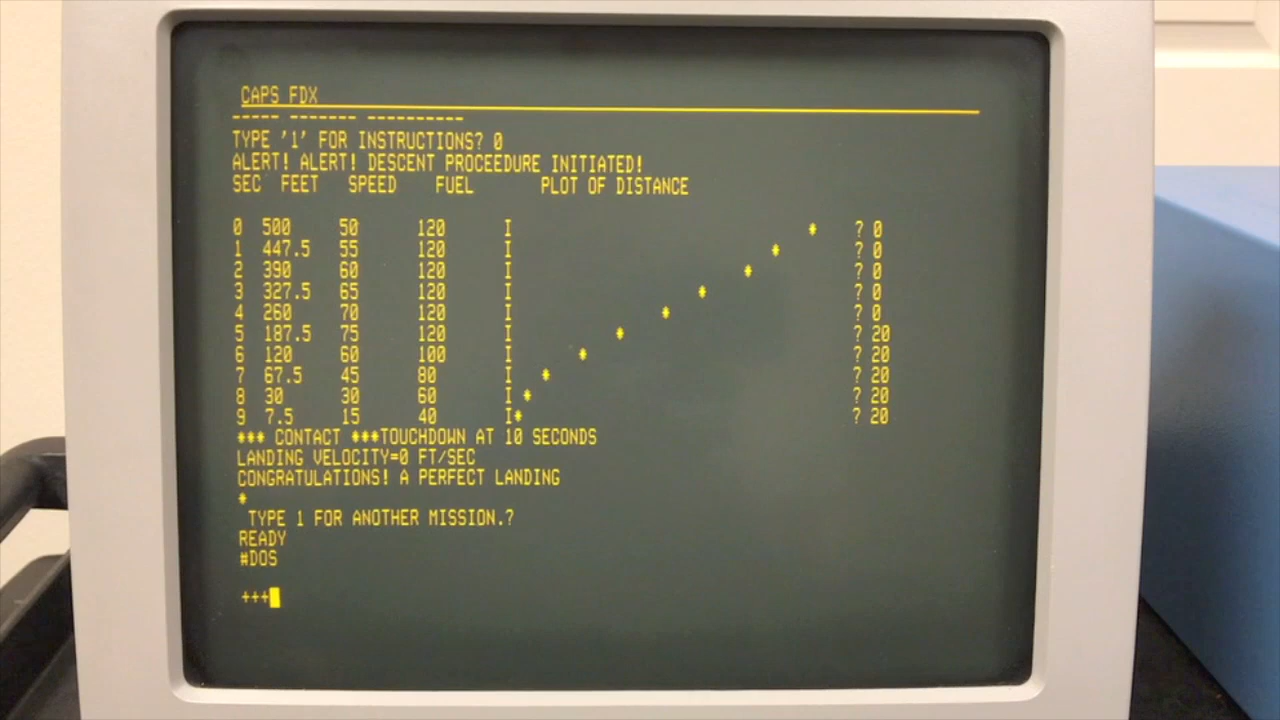 CAPS FDX
----- ------- ----------
TYPE '1' FOR INSTRUCTIONS? 0
ALERT! ALERT! DESCENT PROCEEDURE INITIATED!
SEC FEET SPEED FUEL PLOT OF DISTANCE
0 500 50 120 I * ? 0
1 447.5 55 120 I * ? 0
2 390 60 120 I * ? 0
3 327.5 65 120 I * ? 0
4 260 70 120 I * ? 0
5 187.5 75 120 I * ? 20
6 120 60 100 I * ? 20
7 67.5 45 80 I * ? 20
8 30 30 60 I * ? 20
9 7.5 15 40 I* ? 20
*** CONTACT ***TOUCHDOWN AT 10 SECONDS
LANDING VELOCITY=0 FT/SEC
CONGRATULATIONS! A PERFECT LANDING
*
TYPE 1 FOR ANOTHER MISSION.?
READY
#DOS
+++